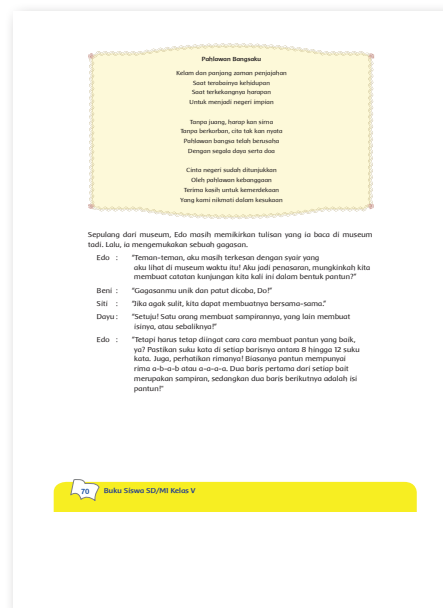 Pahlawan Bangsaku
Kelam dan panjang zaman penjajahan
Saat terabainya kehidupan
Saat terkekangnya harapan
Untuk menjadi negeri impian
Tanpa juang, harap kan sirna
Tanpa berkorban, cita tak kan nyata
Pahlawan bangsa telah berusaha
Dengan segala daya serta doa
Cinta negeri sudah ditunjukkan
Oleh pahlawan kebanggaan
Terima kasih untuk kemerdekaan
Yang kami nikmati dalam kesukaan
Sepulang dari museum, Edo masih memikirkan tulisan yang ia baca di museum
tadi. Lalu, ia mengemukakan sebuah gagasan.
Edo : "Teman-teman, aku masih terkesan dengan syair yang
aku lihat di museum waktu itu! Aku jadi penasaran, mungkinkah kita
membuat catatan kunjungan kita kali ini dalam bentuk pantun?"
Beni : "Gagasanmu unik dan patut dicoba, Do!"
Siti : "Jika agak sulit, kita dapat membuatnya bersama-sama."
Dayu : "Setuju! Satu orang membuat sampirannya, yang lain membuat
isinya, atau sebaliknya!"
Edo : "Tetapi harus tetap diingat cara cara membuat pantun yang baik,
ya? Pastikan suku kata di setiap barisnya antara 8 hingga 12 suku
kata. Juga, perhatikan rimanya! Biasanya pantun mempunyai
rima a-b-a-b atau a-a-a-a. Dua baris pertama dari setiap bait
merupakan sampiran, sedangkan dua baris berikutnya adalah isi
pantun!"
70 Buku Siswa SD/MI Kelas V